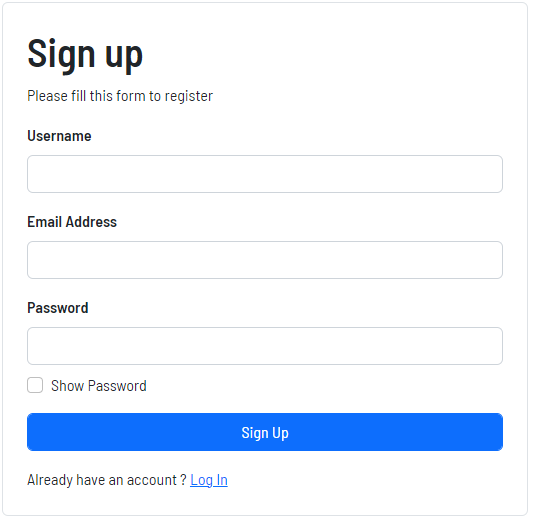 Sign up
Please fill this form to register
Username
Email Address
Password
Show Password
Sign Up
Already have an account ? Log In